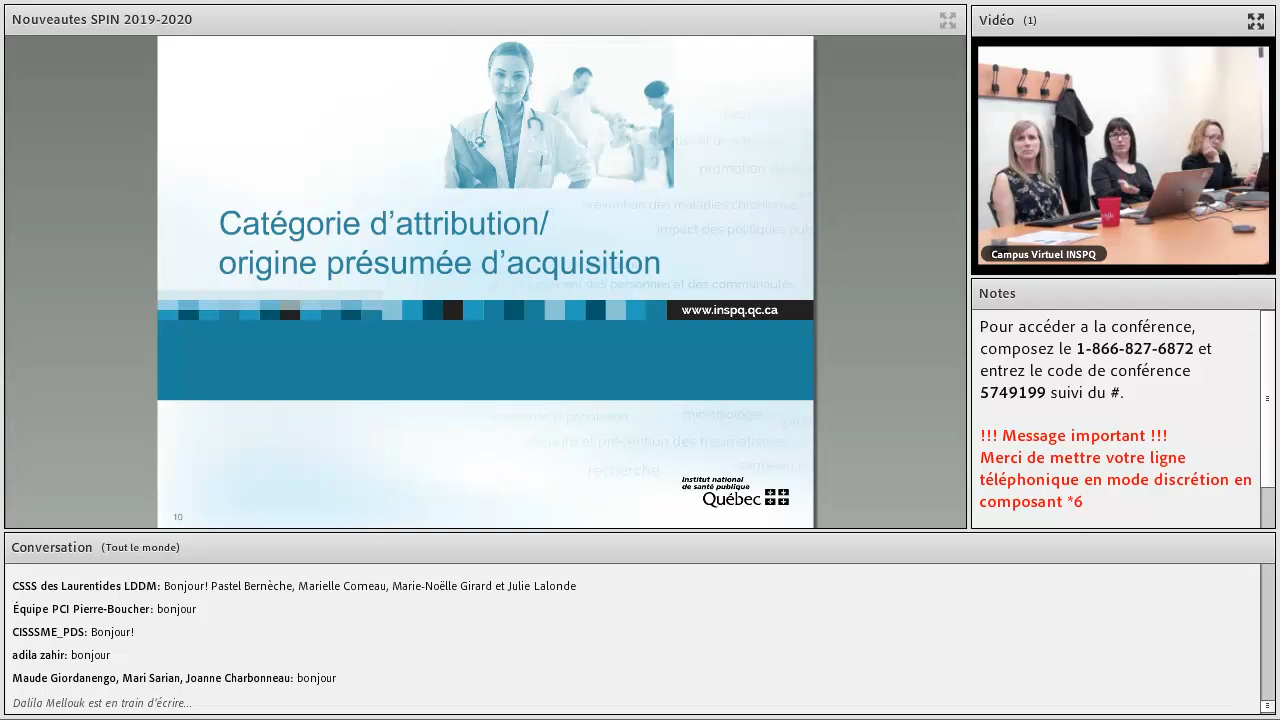 Nouveautes SPIN 2019-2020
Catégorie d'attribution/
origine présumée d'acquisition
promotion
prévention des maladies chroniques
impact des politiques pub
des personnes et des communautés
www.inspq.qc.ca
microbiologie
sécurité et prévention des traumatismes
recherche
Institut national
de santé publique
Québec
10
Vidéo (1)
Campus Virtuel INSPQ
Notes
Pour accéder a la conférence,
composez le 1-866-827-6872 et
entrez le code de conférence
5749199 suivi du #.
!!! Message important !!!
Merci de mettre votre ligne
téléphonique en mode discrétion en
composant *6
Conversation (Tout le monde)
CSSS des Laurentides LDDM: Bonjour! Pastel Bernèche, Marielle Comeau, Marie-Noëlle Girard et Julie Lalonde
Équipe PCI Pierre-Boucher: bonjour
CISSSME_PDS: Bonjour!
adila zahir: bonjour
Maude Giordanengo, Mari Sarian, Joanne Charbonneau: bonjour
Dalila Mellouk est en train d'écrire...